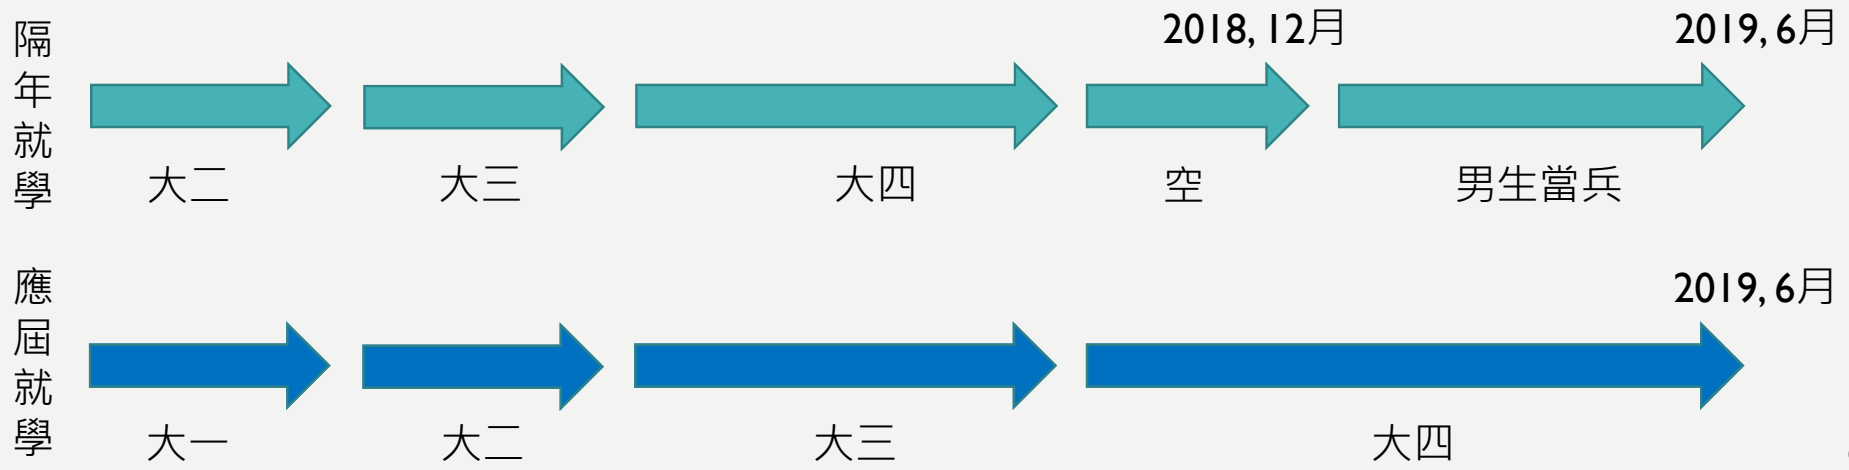 隔年就學
2018, 12月
2019, 6月
大二
大三
大四
空
男生當兵
應屆就學
2019, 6月
大一
大二
大三
大四